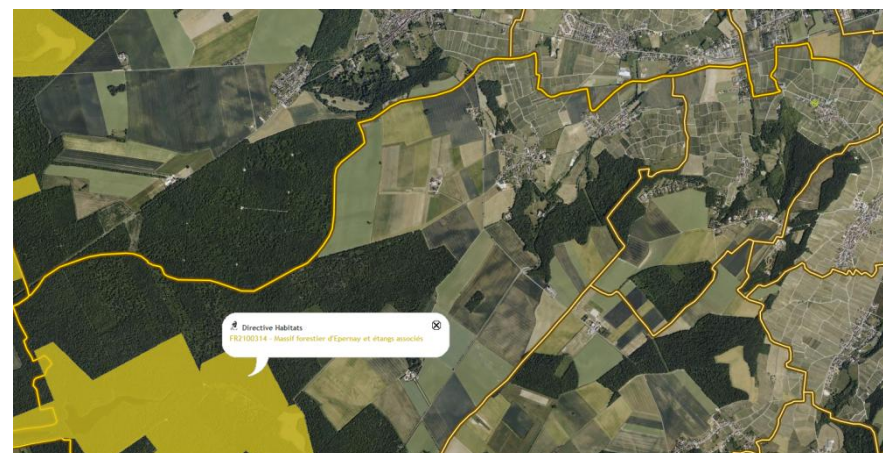 Directive Habitats
FR2100314 - Massif forestier d'Epernay et étangs associés